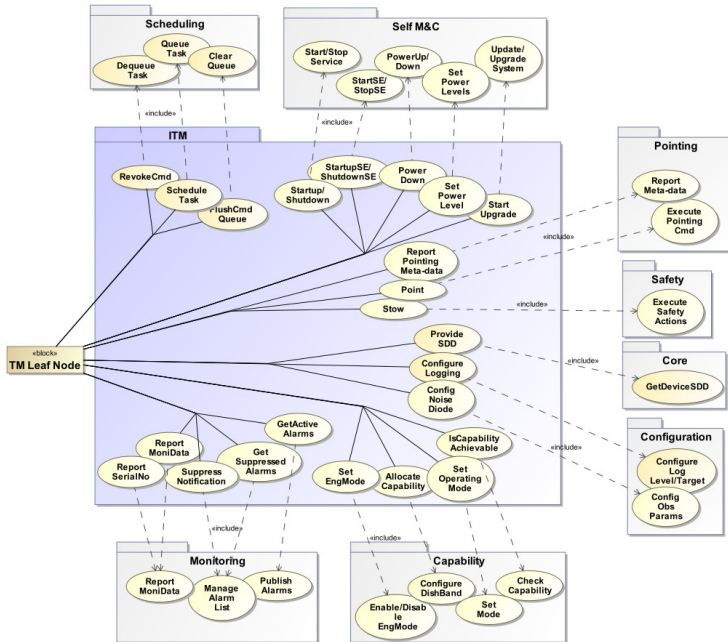 Scheduling
Queue
Task
Dequeue
Task
Clear
Queue
Self M&C
Start/Stop
Service
StartSE/
StopSE
PowerUp/
Down
Set
Power
Levels
Update/
Upgrade
System
«include»
«include»
ITM
RevokeCmd
Schedule
Task
FlushCmd
Queue
Startup/
Shutdown
StartupSE/
ShutdownSE
Power
Down
Set
Power
Level
Start
Upgrade
Pointing
Report
Meta-data
Execute
Pointing
Cmd
«include»
Report
Pointing
Meta-data
Point
Stow
«include»
Safety
Execute
Safety
Actions
«block»
TM Leaf Node
Provide
SDD
Configure
Logging
Config
Noise
Diode
«include»
Core
GetDeviceSDD
GetActive
Alarms
Report
MoniData
Report
SerialNo
Suppress
Notification
Get
Suppressed
Alarms
IsCapability
Achievable
Set
EngMode
Allocate
Capability
Set
Operating
Mode
«include»
Configuration
Configure
Log
Level/Target
Config
Obs
Params
«include»
«include»
Monitoring
Report
MoniData
Manage
Alarm
List
Publish
Alarms
Capability
Enable/Disab
le
EngMode
Configure
DishBand
Set
Mode
Check
Capability